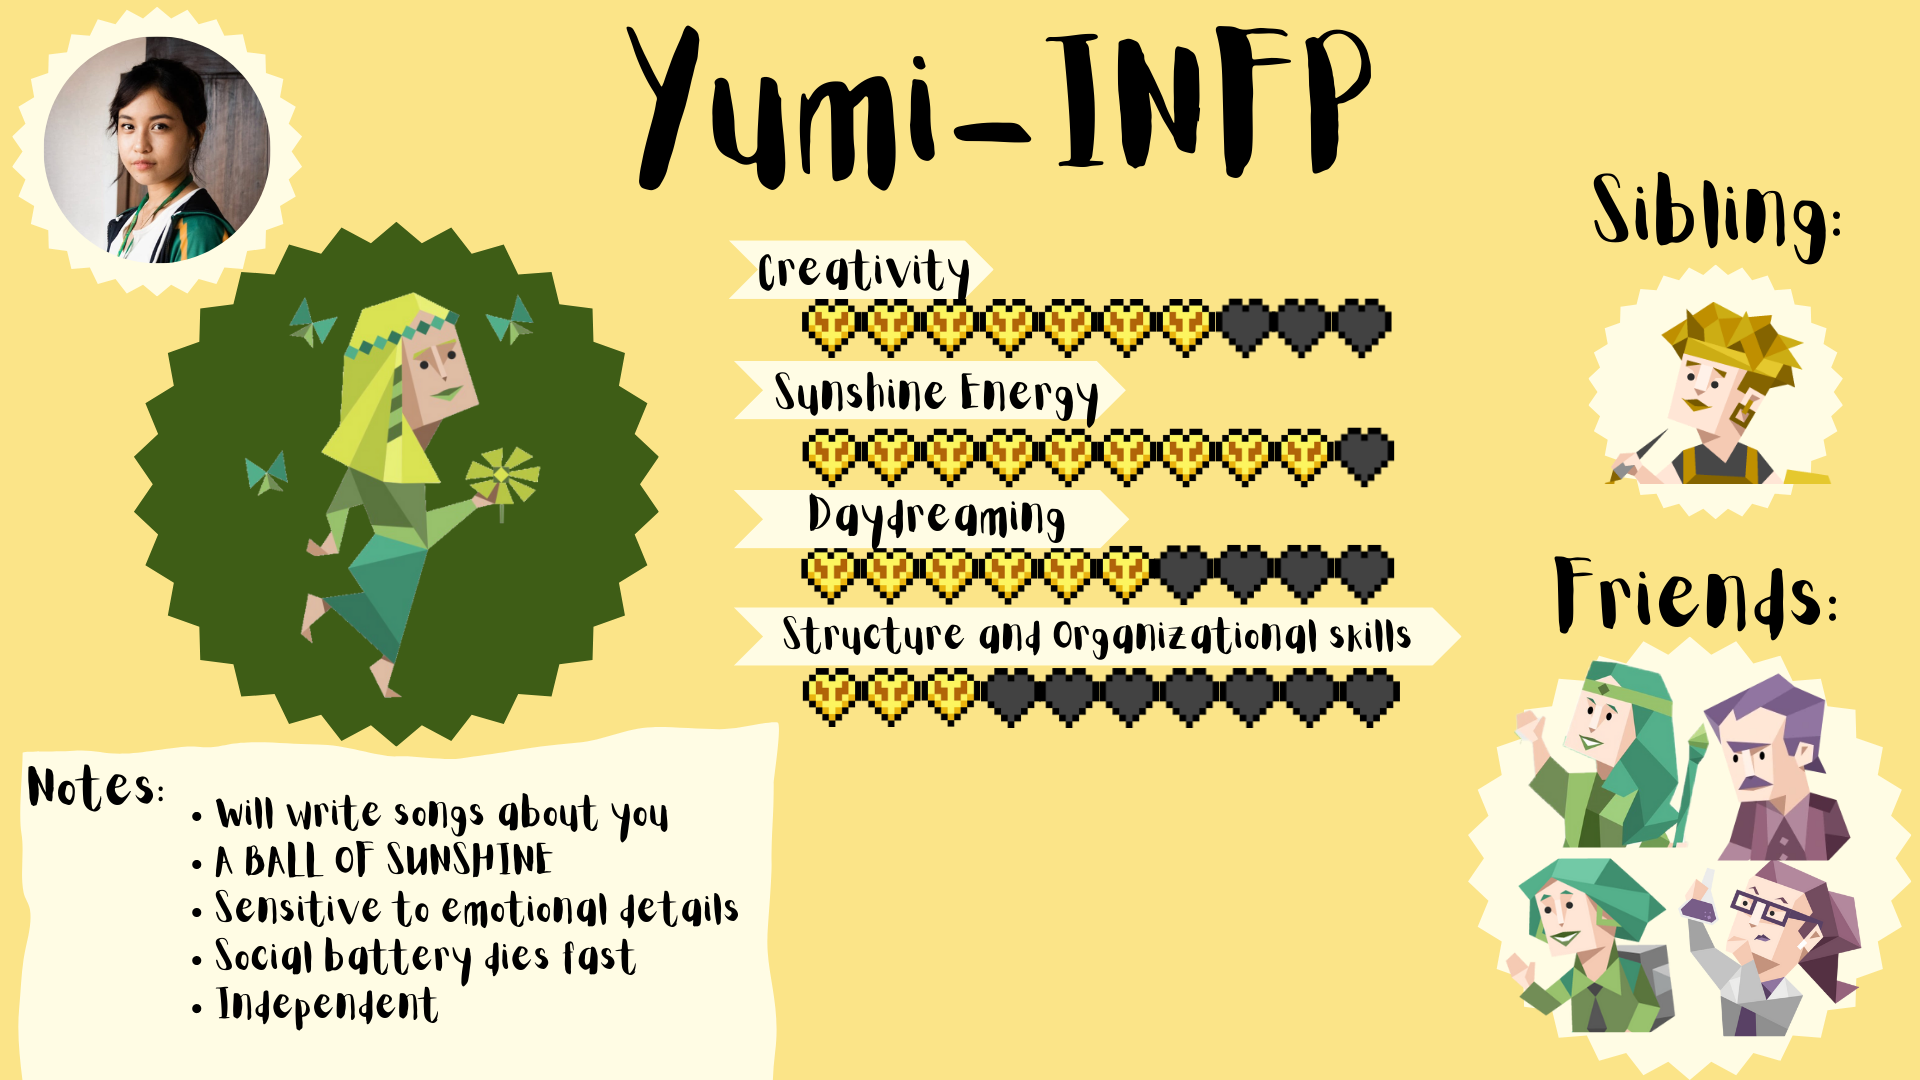 Yumi-INFP
Creativity
Sunshine Energy
Daydreaming
Structure and Organizational skills
Sibling:
Friends:
Notes:
• Will write songs about you
• A BALL OF SUNSHINE
• Sensitive to emotional details
• Social battery dies fast
• Independent